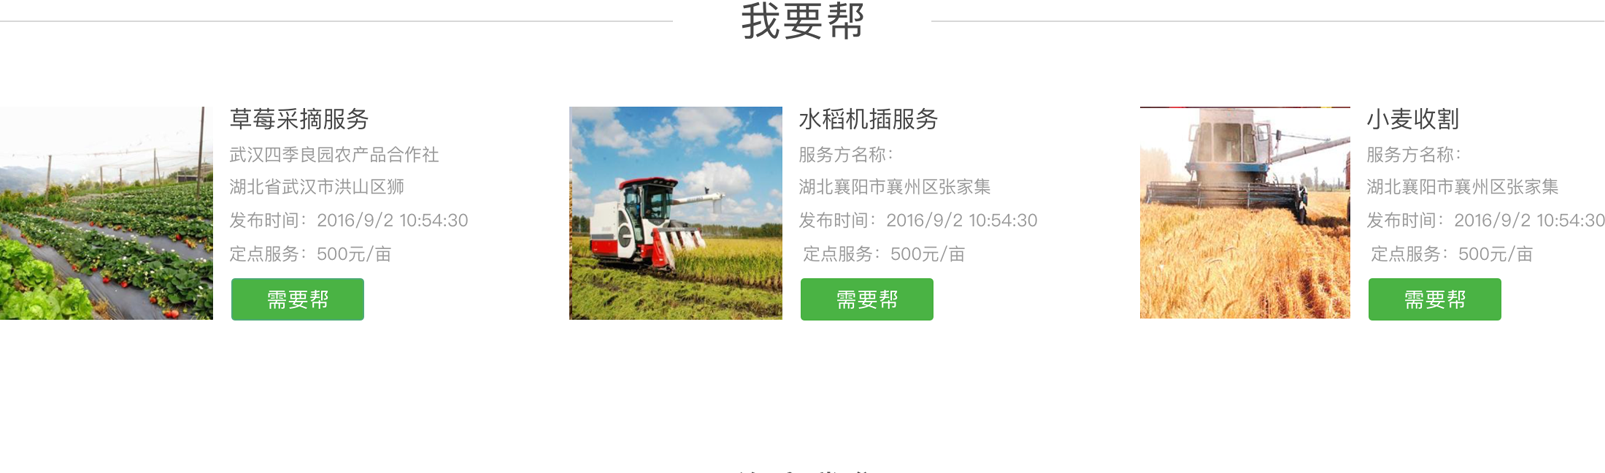 我要帮
草莓采摘服务
武汉四季良园农产品合作社
湖北省武汉市洪山区狮
发布时间：2016/9/2 10:54:30
定点服务：500元/亩
需要帮
水稻机插服务
服务方名称：
湖北襄阳市襄州区张家集
发布时间：2016/9/2 10:54:30
定点服务：500元/亩
需要帮
小麦收割
服务方名称：
湖北襄阳市襄州区张家集
发布时间：2016/9/2 10:54:30
定点服务：500元/亩
需要帮